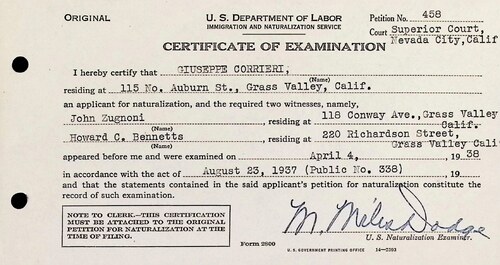 ORIGINAL
U. S. DEPARTMENT OF LABOR
IMMIGRATION AND NATURALIZATION SERVICE
Petition No. 458
Court Superior Court,
Nevada City, Calif
CERTIFICATE OF EXAMINATION
I hereby certify that GIUSEPPE CORRIERI,
(Name)
residing at 115 No. Auburn St., Grass Valley, Calif.
an applicant for naturalization, and the required two witnesses, namely,
John Zugnoni residing at 118 Conway Ave., Grass Valley
(Name) Calif.
Howard C. Bennetts residing at 220 Richardson Street,
(Name) Grass Valley Cali
appeared before me and were examined on April 4, 1938
in accordance with the act of August 23, 1937 (Public No. 338)
and that the statements contained in the said applicant's petition for naturalization constitute the
record of such examination.
NOTE TO CLERK.—THIS CERTIFICATION
MUST BE ATTACHED TO THE ORIGINAL
PETITION FOR NATURALIZATION AT THE
TIME OF FILING.
M. Dodge
U. S. Naturalization Examiner.
Form 2800
U. S. GOVERNMENT PRINTING OFFICE